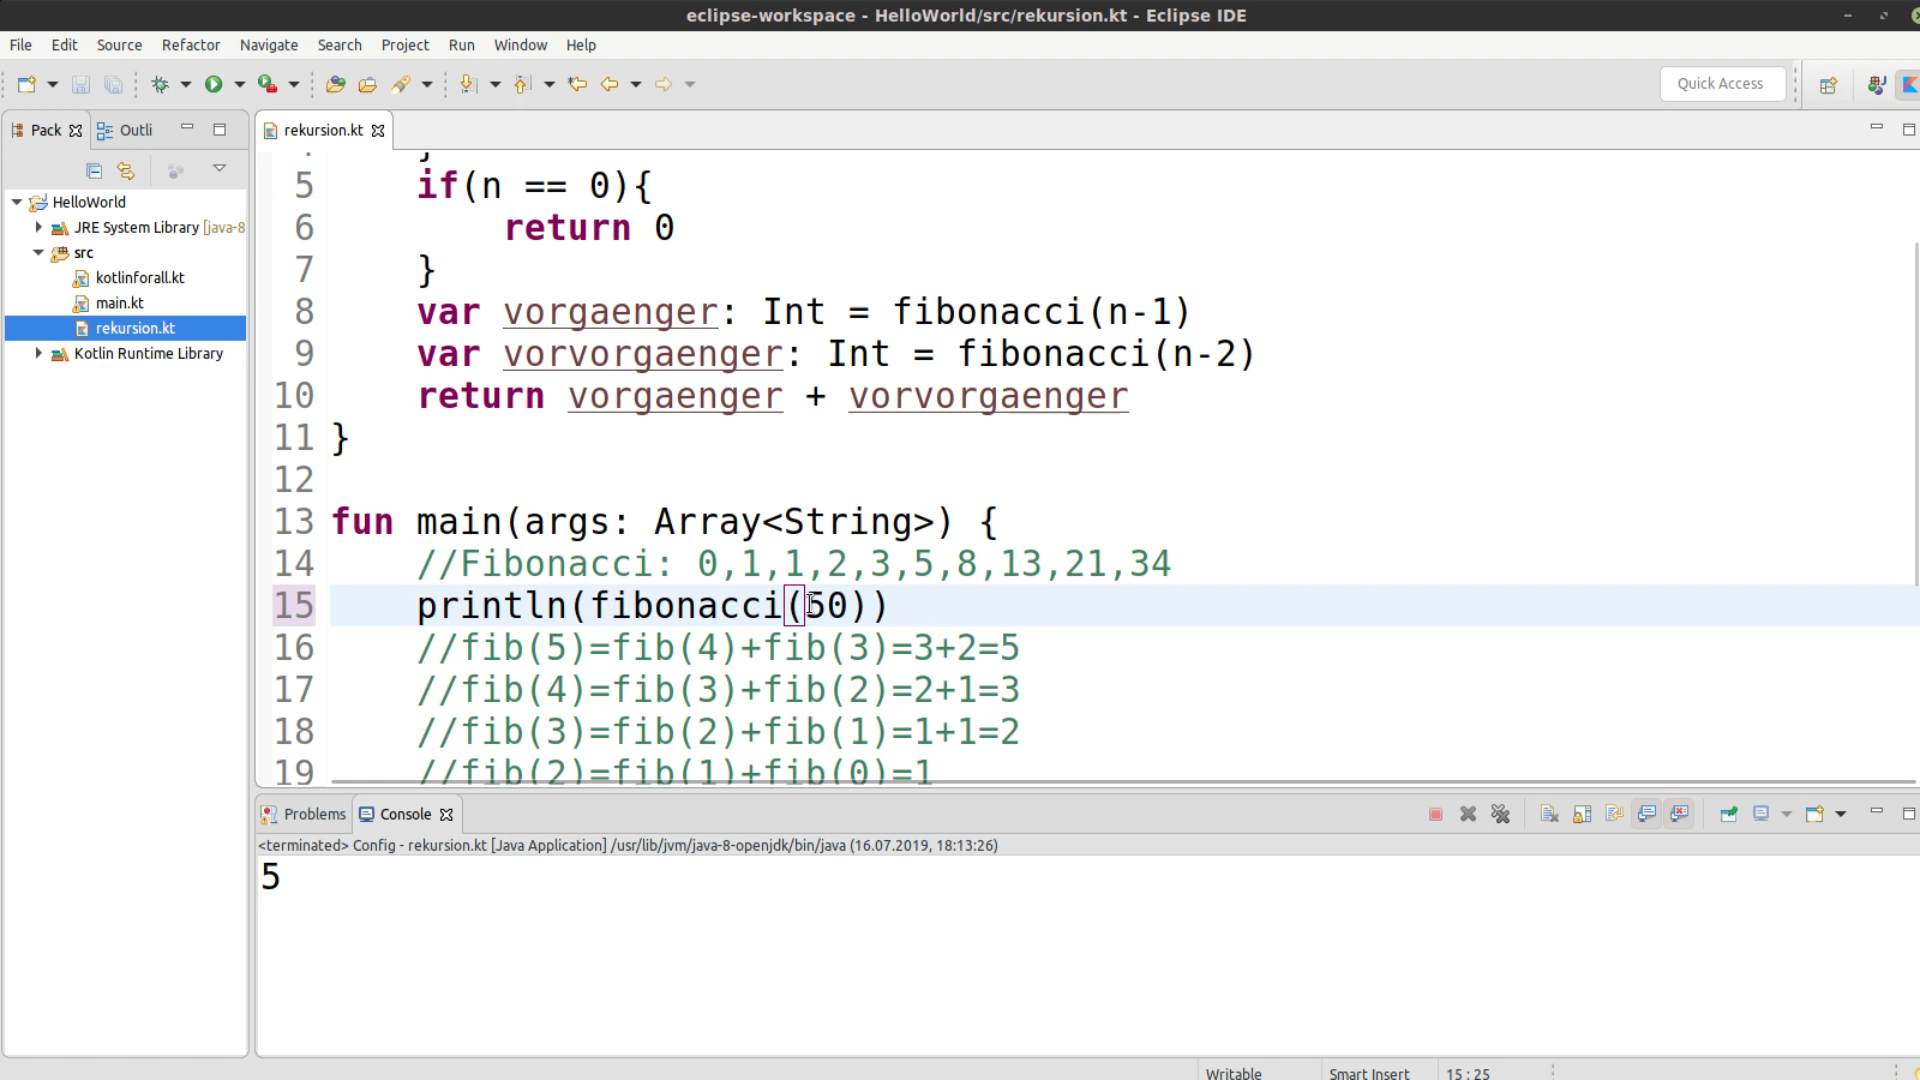 eclipse-workspace - HelloWorld/src/rekursion.kt - Eclipse IDE
File Edit Source Refactor Navigate Search Project Run Window Help
Quick Access
Pack Outli
rekursion.kt
HelloWorld
JRE System Library [java-8
src
kotlinforall.kt
main.kt
rekursion.kt
Kotlin Runtime Library
5 if(n == 0){
6 return 0
7 }
8 var vorgaenger: Int = fibonacci(n-1)
9 var vorvorgaenger: Int = fibonacci(n-2)
10 return vorgaenger + vorvorgaenger
11 }
12
13 fun main(args: Array<String>) {
14 //Fibonacci: 0,1,1,2,3,5,8,13,21,34
15 println(fibonacci(50))
16 //fib(5)=fib(4)+fib(3)=3+2=5
17 //fib(4)=fib(3)+fib(2)=2+1=3
18 //fib(3)=fib(2)+fib(1)=1+1=2
19 //fib(2)=fib(1)+fib(0)=1
Problems Console
<terminated> Config - rekursion.kt [Java Application] /usr/lib/jvm/java-8-openjdk/bin/java (16.07.2019, 18:13:26)
5
Writable Smart Insert 15 : 25